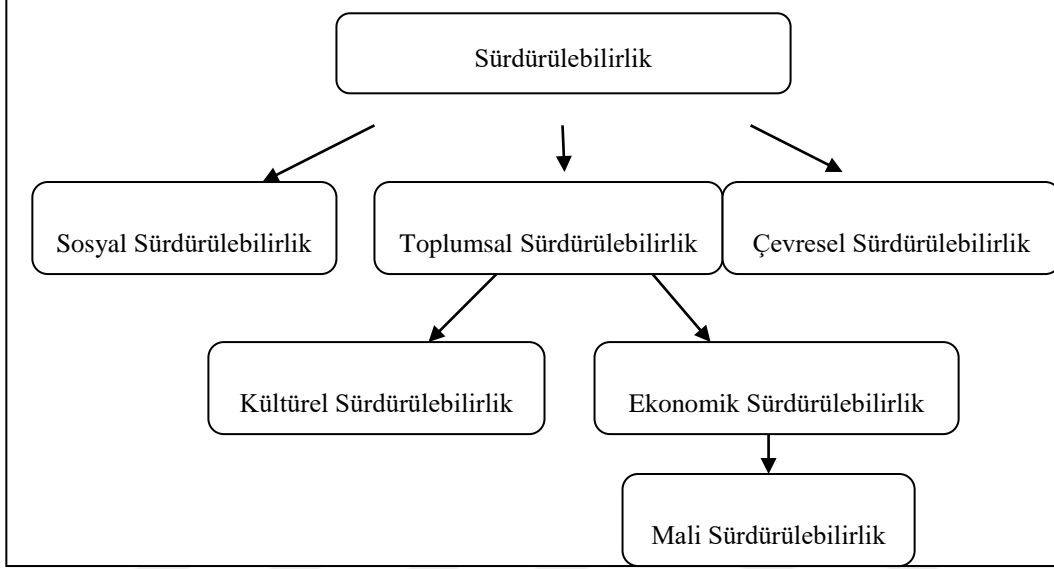 Sürdürülebilirlik
Sosyal Sürdürülebilirlik
Toplumsal Sürdürülebilirlik
Çevresel Sürdürülebilirlik
Kültürel Sürdürülebilirlik
Ekonomik Sürdürülebilirlik
Mali Sürdürülebilirlik